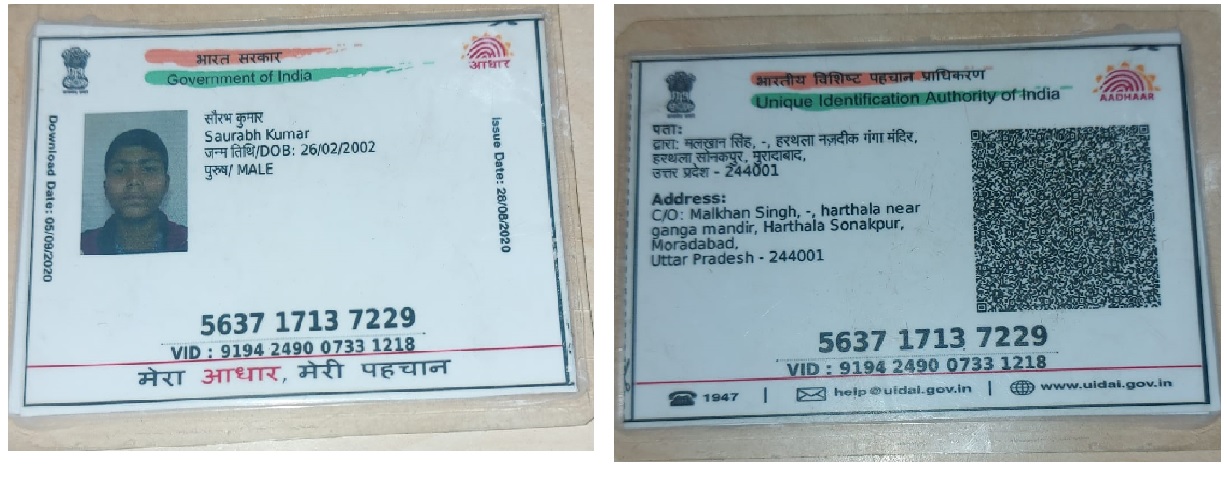 भारत सरकार
Government of India
आधार
Download Date: 05/09/2020
सौरभ कुमार
Saurabh Kumar
जन्म तिथि/DOB: 26/02/2002
पुरुष/ MALE
Issue Date: 28/08/2020
5637 1713 7229
VID : 9194 2490 0733 1218
मेरा आधार, मेरी पहचान
भारतीय विशिष्ट पहचान प्राधिकरण
Unique Identification Authority of India
AADHAAR
पता:
द्वारा: मलखान सिंह, -, हरथला नज़दीक गंगा मंदिर,
हरथला सोनकपुर, मुरादाबाद,
उत्तर प्रदेश - 244001
Address:
C/O: Malkhan Singh, -, harthala near
ganga mandir, Harthala Sonakpur,
Moradabad,
Uttar Pradesh - 244001
5637 1713 7229
VID : 9194 2490 0733 1218
1947 | help@uidai.gov.in | www.uidai.gov.in